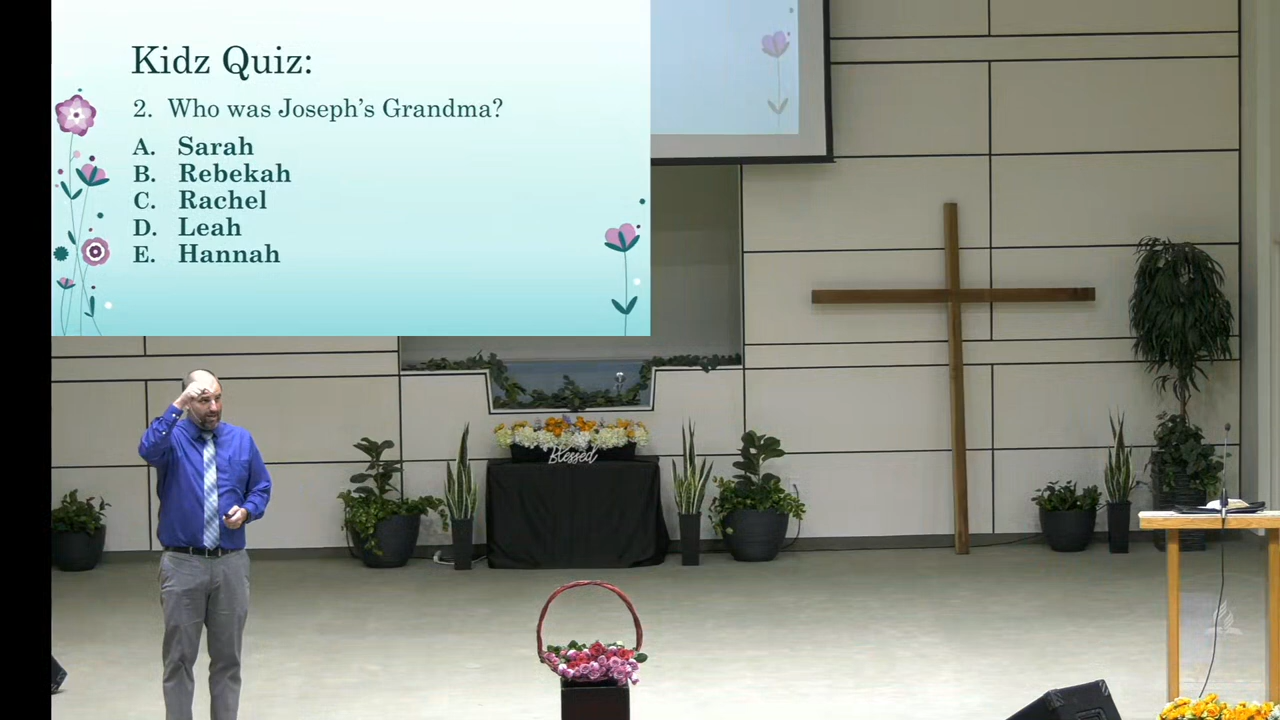 Kidz Quiz:
2. Who was Joseph's Grandma?
A. Sarah
B. Rebekah
C. Rachel
D. Leah
E. Hannah
Blessed